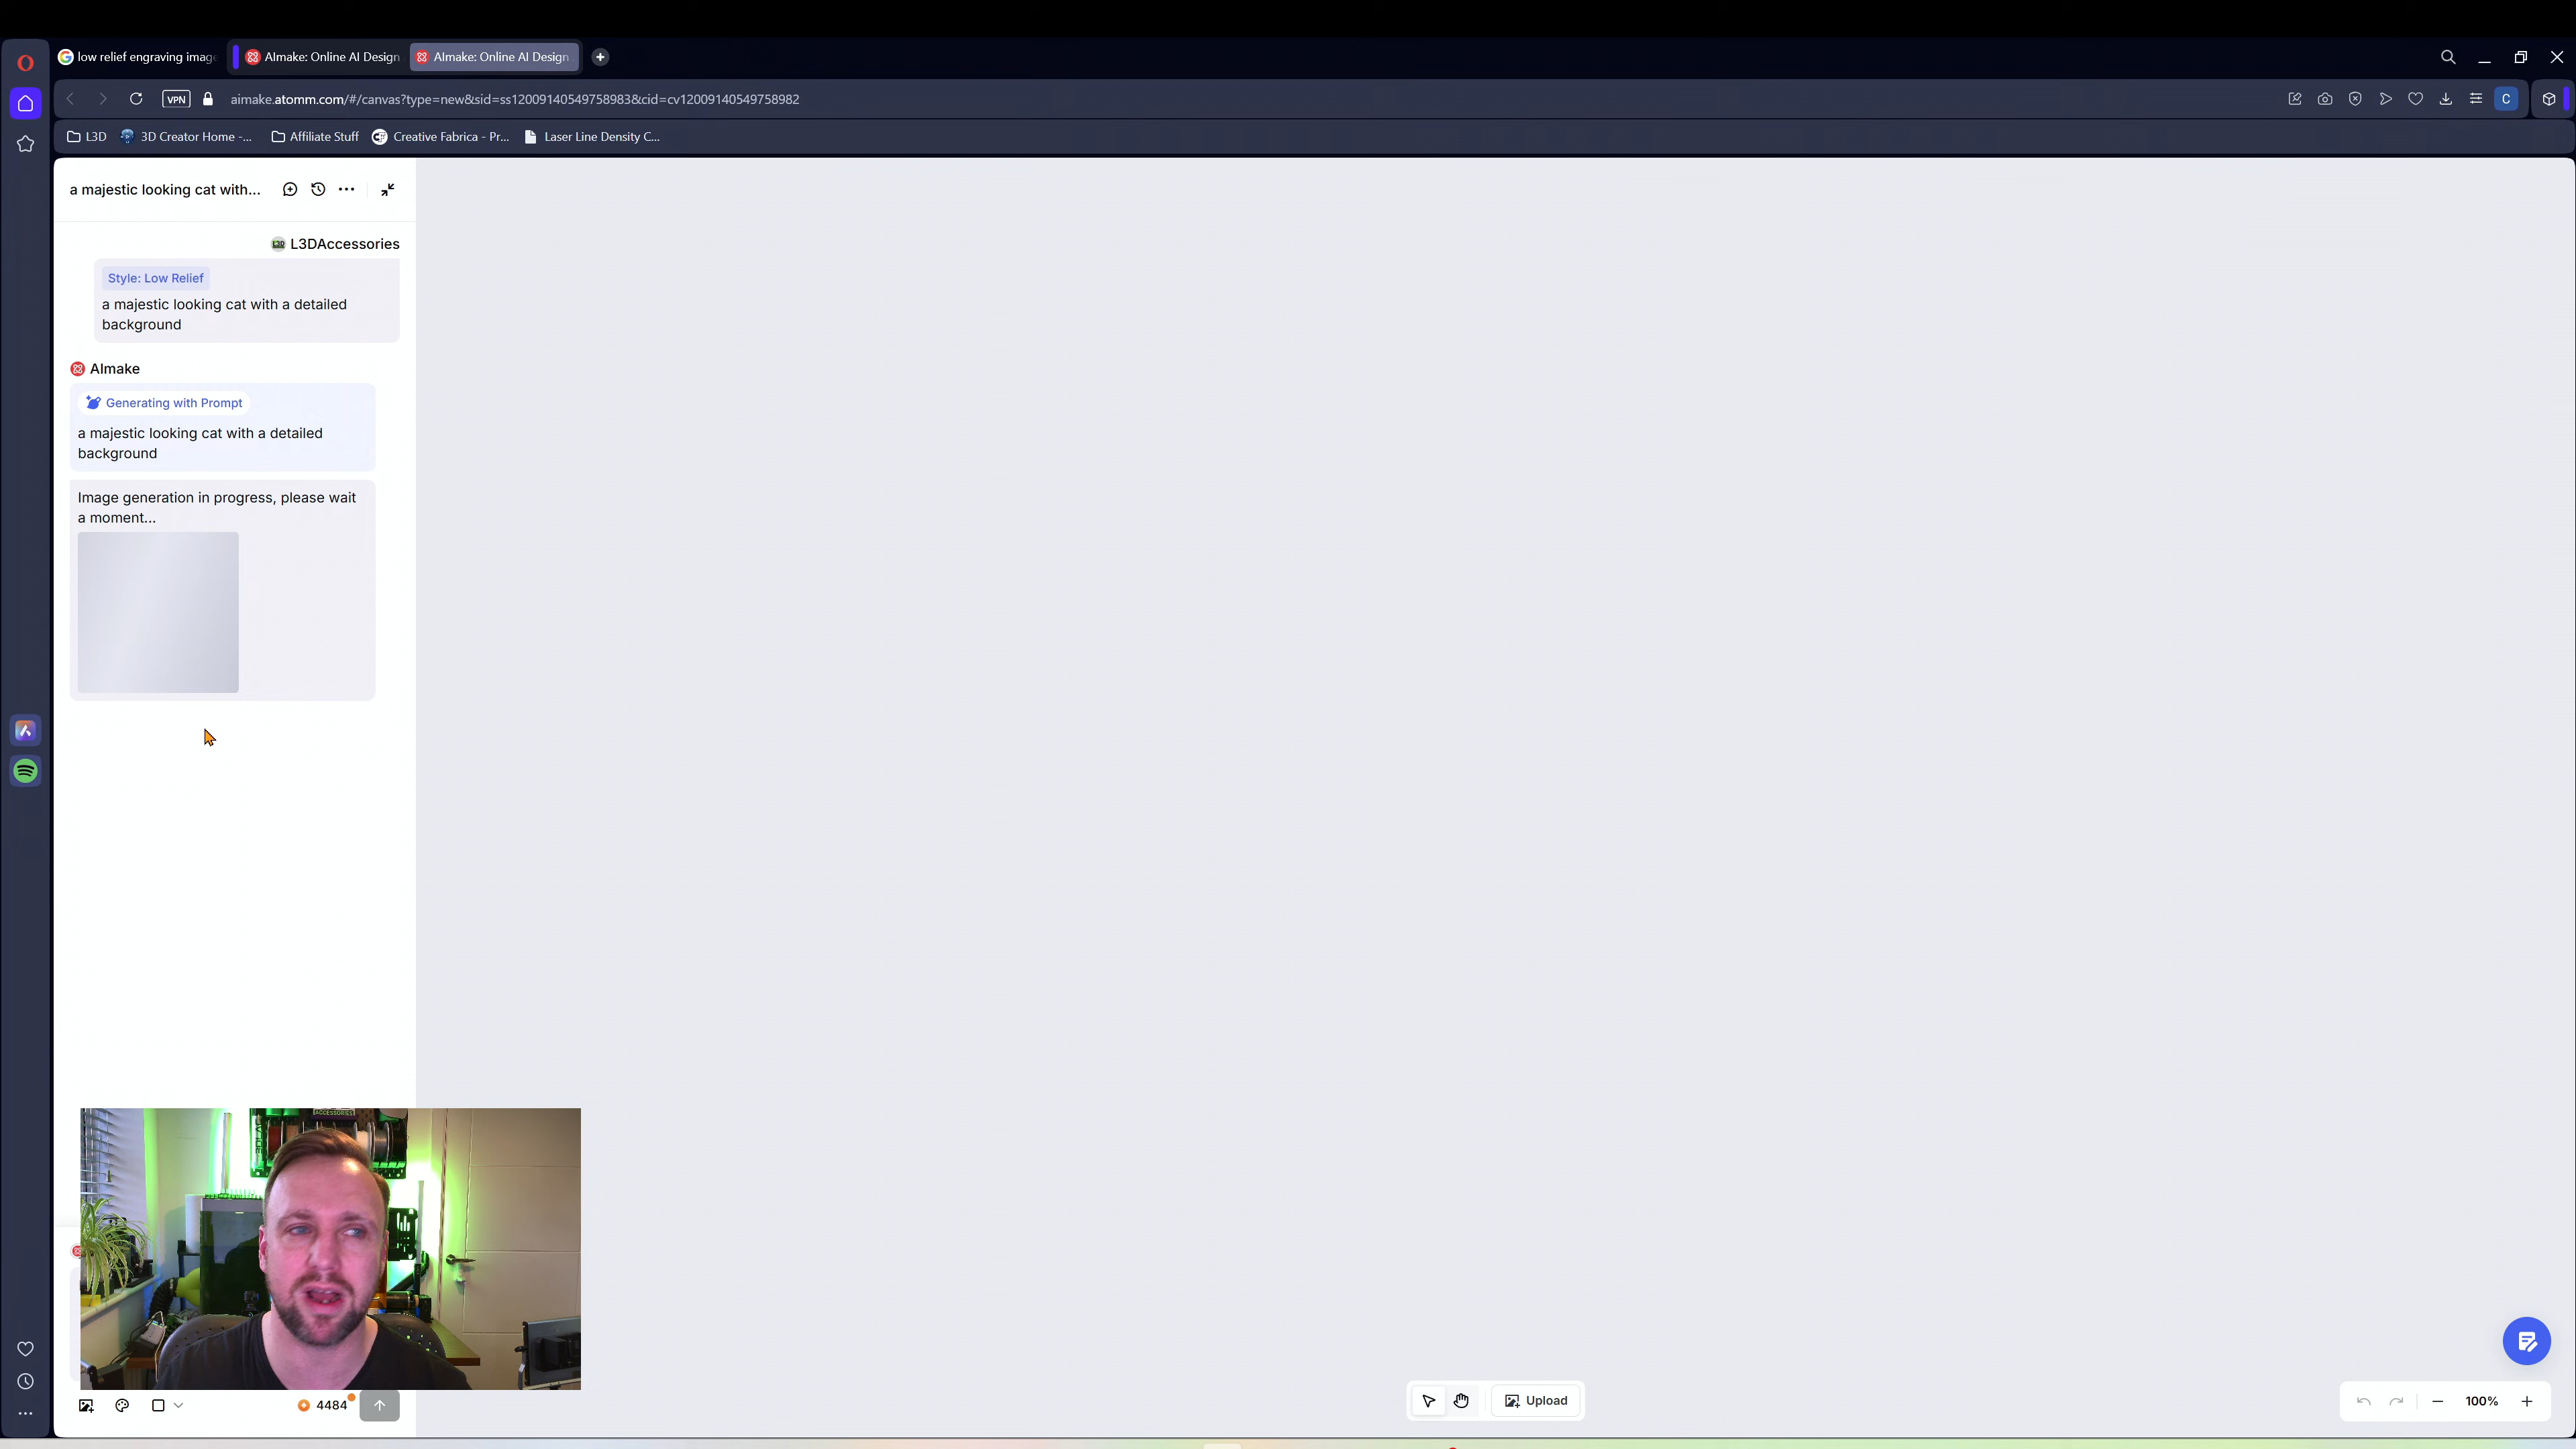 low relief engraving image
AImake: Online AI Design
AImake: Online AI Design
VPN
aimake.atomm.com/#/canvas?type=new&sid=ss12009140549758983&cid=cv12009140549758982
C
L3D
3D Creator Home -...
Affiliate Stuff
Creative Fabrica - Pr...
Laser Line Density C...
a majestic looking cat with...
L3DAccessories
Style: Low Relief
a majestic looking cat with a detailed
background
AImake
Generating with Prompt
a majestic looking cat with a detailed
background
Image generation in progress, please wait
a moment...
ACCESSORIES
4484
Upload
100%